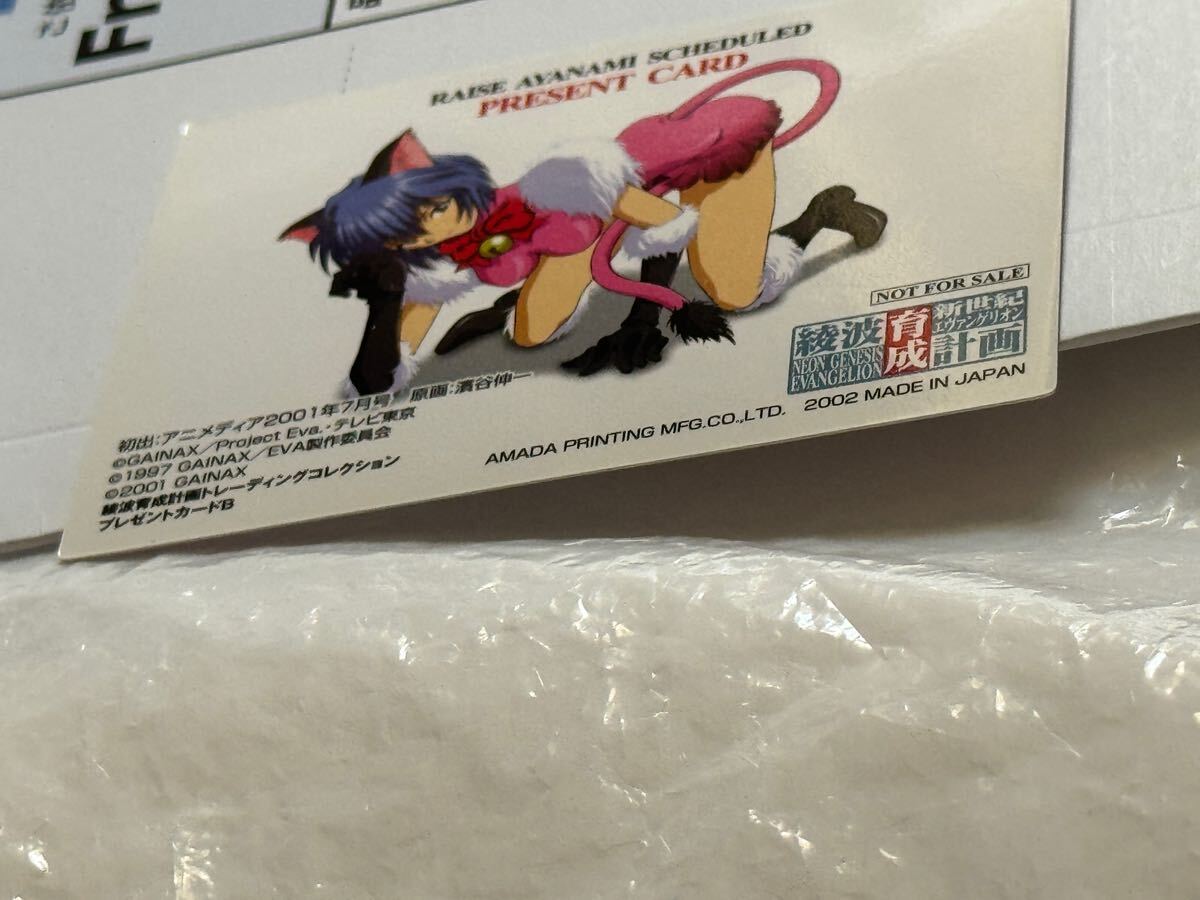 Fr
RAISE AYANAMI SCHEDULED
PRESENT CARD
NOT FOR SALE
綾波育成計画
新世紀
エヴァンゲリオン
NEON GENESIS
EVANGELION
初出:アニメディア2001年7月号 原画:濱谷伸一
©GAINAX/Project Eva.・テレビ東京
©1997 GAINAX/EVA製作委員会
©2001 GAINAX
綾波育成計画トレーディングコレクション
プレゼントカードB
AMADA PRINTING MFG.CO.,LTD. 2002 MADE IN JAPAN